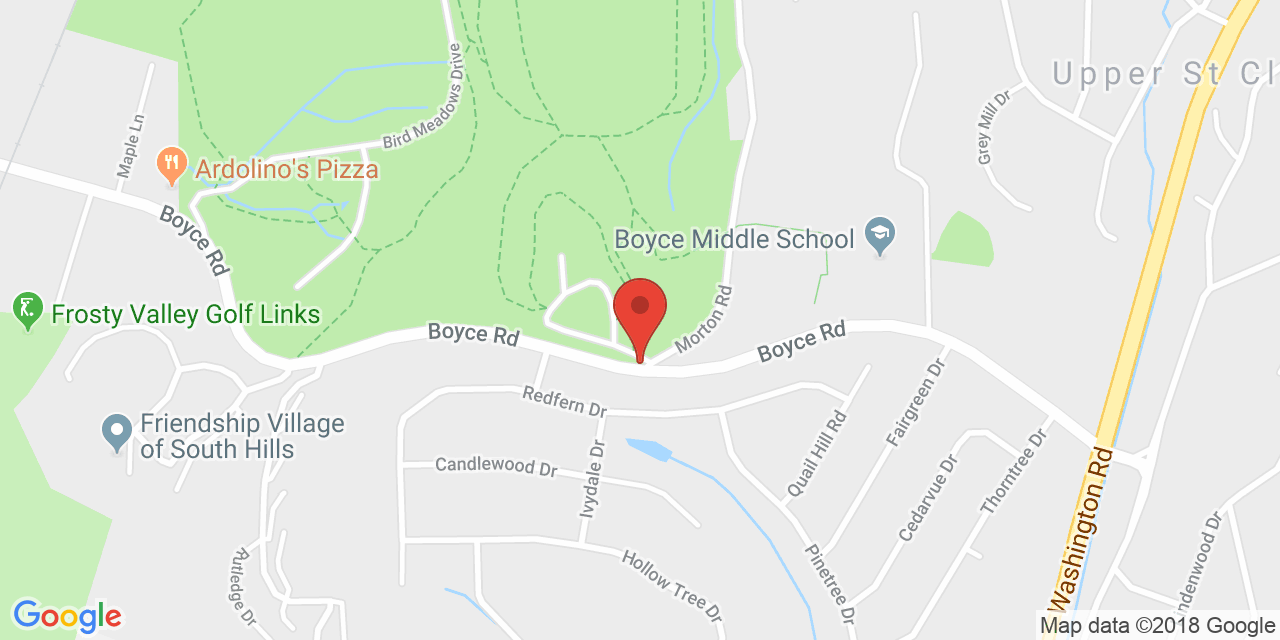 Upper St Cl
Grey Mill Dr
Bird Meadows Drive
Maple Ln
Ardolino's Pizza
Boyce Rd
Boyce Middle School
Frosty Valley Golf Links
Morton Rd
Boyce Rd
Boyce Rd
Redfern Dr
Fairgreen Dr
Quail Hill Rd
Friendship Village
of South Hills
Candlewood Dr
Ivydale Dr
Cedarvue Dr
Thorntree Dr
Washington Rd
Rutledge Dr
Hollow Tree Dr
Pinetree Dr
ndenwood Dr
Google
Map data ©2018 Google